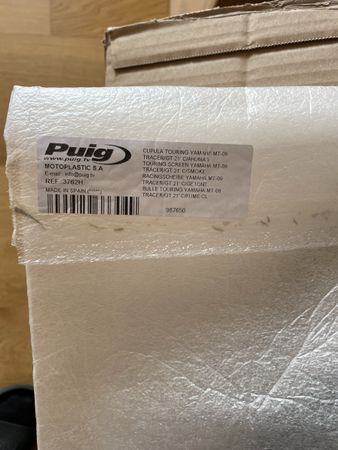 Puig
www.puig.tv
MOTOPLASTIC S.A
E-mail : info@puig.tv
REF :3762H
MADE IN SPAIN (*****)
CUPULA TOURING YAMAHA MT-09
TRACER/GT 21' C/AHUMAD
TOURING SCREEN YAMAHA MT-09
TRACER/GT 21' C/SMOKE
RACINGSCHEIBE YAMAHA MT-09
TRACER/GT 21' C/GETONT
BULLE TOURING YAMAHA MT-09
TRACER/GT 21' C/FUME CL
987650